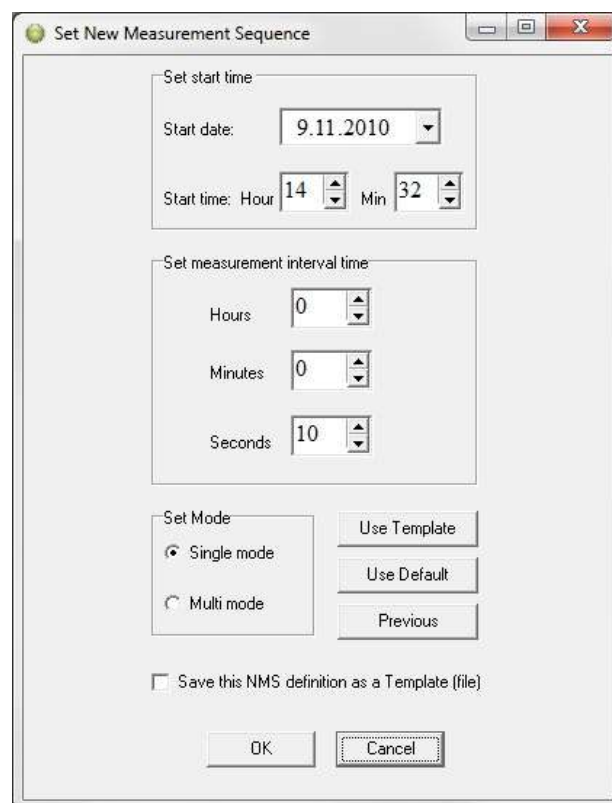 Set New Measurement Sequence
Set start time
Start date: 9.11.2010
Start time: Hour 14 Min 32
Set measurement interval time
Hours 0
Minutes 0
Seconds 10
Set Mode
Single mode
Multi mode
Use Template
Use Default
Previous
Save this NMS definition as a Template (file)
OK Cancel